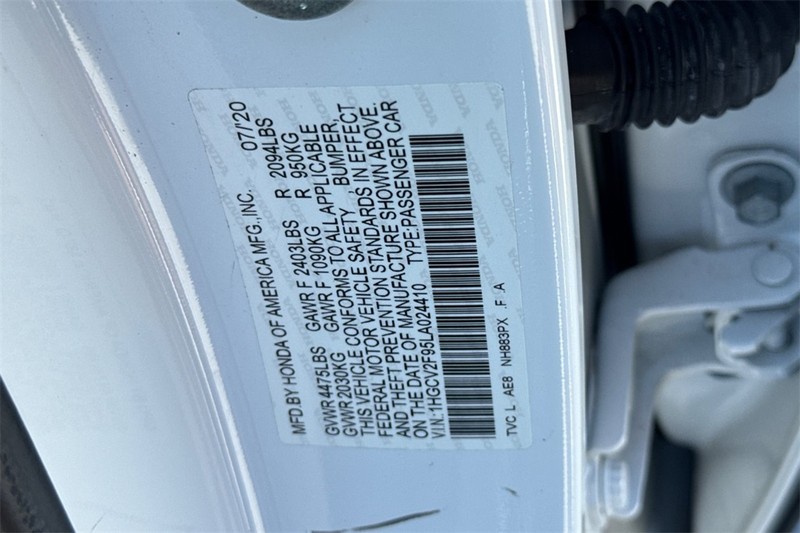 MFD.BY HONDA OF AMERICA MFG.,INC. 07/'20
GVWR 4475LBS GAWR F 2403LBS R 2094LBS
GVWR 2030KG GAWR F 1090KG R 950KG
THIS VEHICLE CONFORMS TO ALL APPLICABLE
FEDERAL MOTOR VEHICLE SAFETY BUMPER,
AND THEFT PREVENTION STANDARDS IN EFFECT
ON THE DATE OF MANUFACTURE SHOWN ABOVE.
V.I.N.:1HGCV2F95LA024410 TYPE:PASSENGER CAR
TVC L AE8 NH883PX .F A